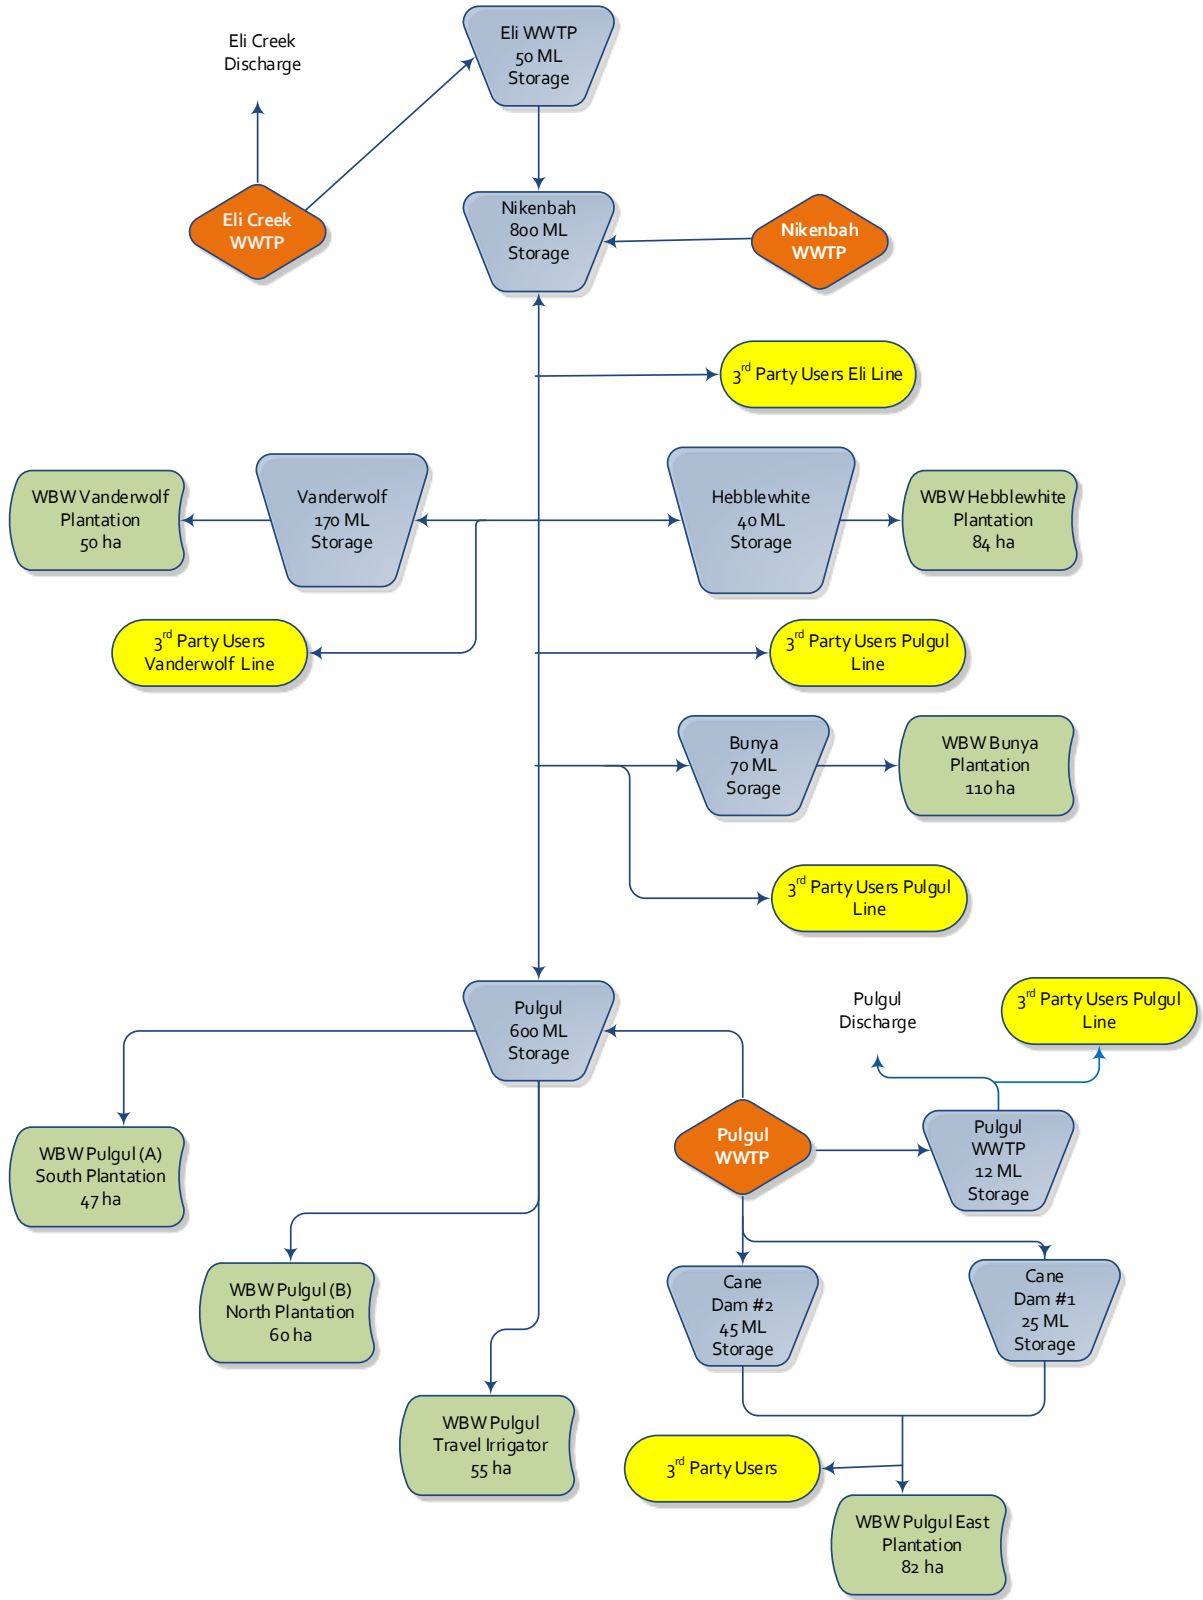 Eli Creek
Discharge
Eli WWTP
50 ML
Storage
Eli Creek
WWTP
Nikenbah
800 ML
Storage
Nikenbah
WWTP
3rd Party Users Eli Line
WBW Vanderwolf
Plantation
50 ha
Vanderwolf
170 ML
Storage
Hebblewhite
40 ML
Storage
WBW Hebblewhite
Plantation
84 ha
3rd Party Users
Vanderwolf Line
3rd Party Users Pulgul
Line
Bunya
70 ML
Sorage
WBW Bunya
Plantation
110 ha
3rd Party Users Pulgul
Line
Pulgul
600 ML
Storage
Pulgul
Discharge
3rd Party Users Pulgul
Line
WBW Pulgul (A)
South Plantation
47 ha
Pulgul
WWTP
Pulgul
WWTP
12 ML
Storage
WBW Pulgul (B)
North Plantation
60 ha
Cane
Dam #2
45 ML
Storage
Cane
Dam #1
25 ML
Storage
WBW Pulgul
Travel Irrigator
55 ha
3rd Party Users
WBW Pulgul East
Plantation
82 ha